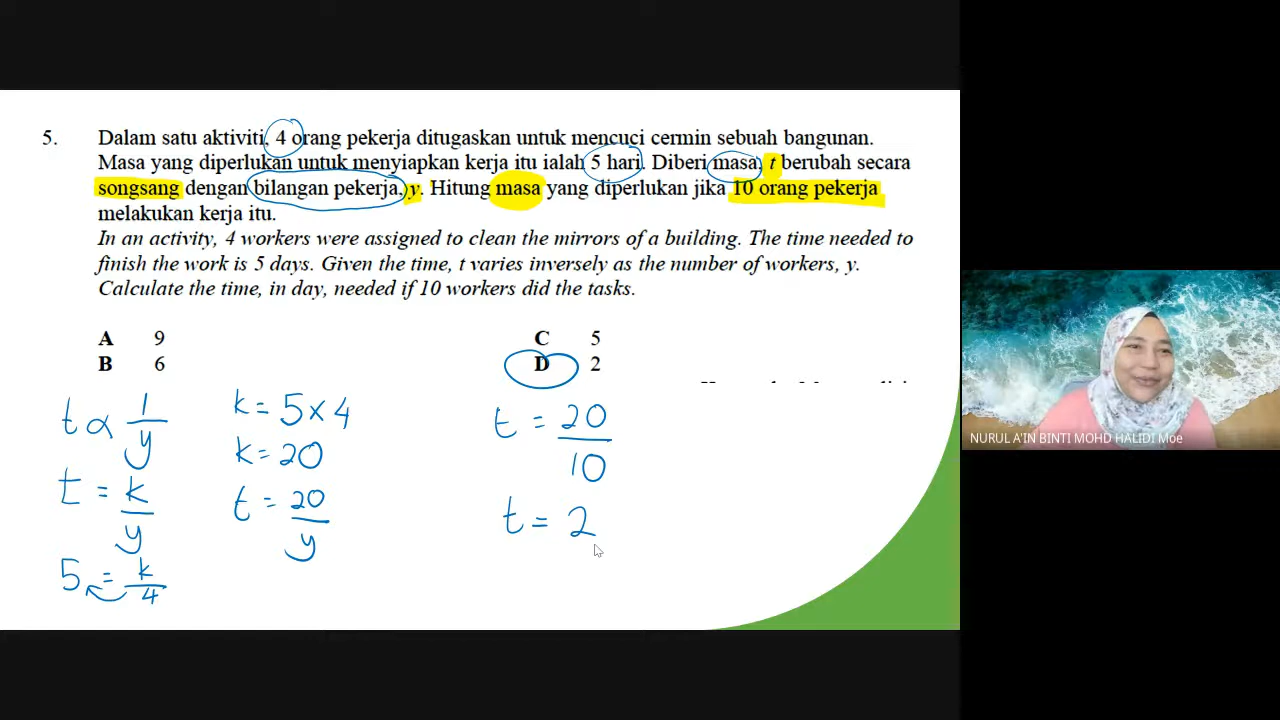 5. Dalam satu aktiviti, 4 orang pekerja ditugaskan untuk mencuci cermin sebuah bangunan.
Masa yang diperlukan untuk menyiapkan kerja itu ialah 5 hari. Diberi masa, t berubah secara
songsang dengan bilangan pekerja, y. Hitung masa yang diperlukan jika 10 orang pekerja
melakukan kerja itu.
In an activity, 4 workers were assigned to clean the mirrors of a building. The time needed to
finish the work is 5 days. Given the time, t varies inversely as the number of workers, y.
Calculate the time, in day, needed if 10 workers did the tasks.
A 9
B 6
C 5
D 2
t ∝ 1/y
t = k/y
5 = k/4
k = 5 × 4
k = 20
t = 20/y
t = 20/10
t = 2
NURUL A'IN BINTI MOHD HALIDI Moe